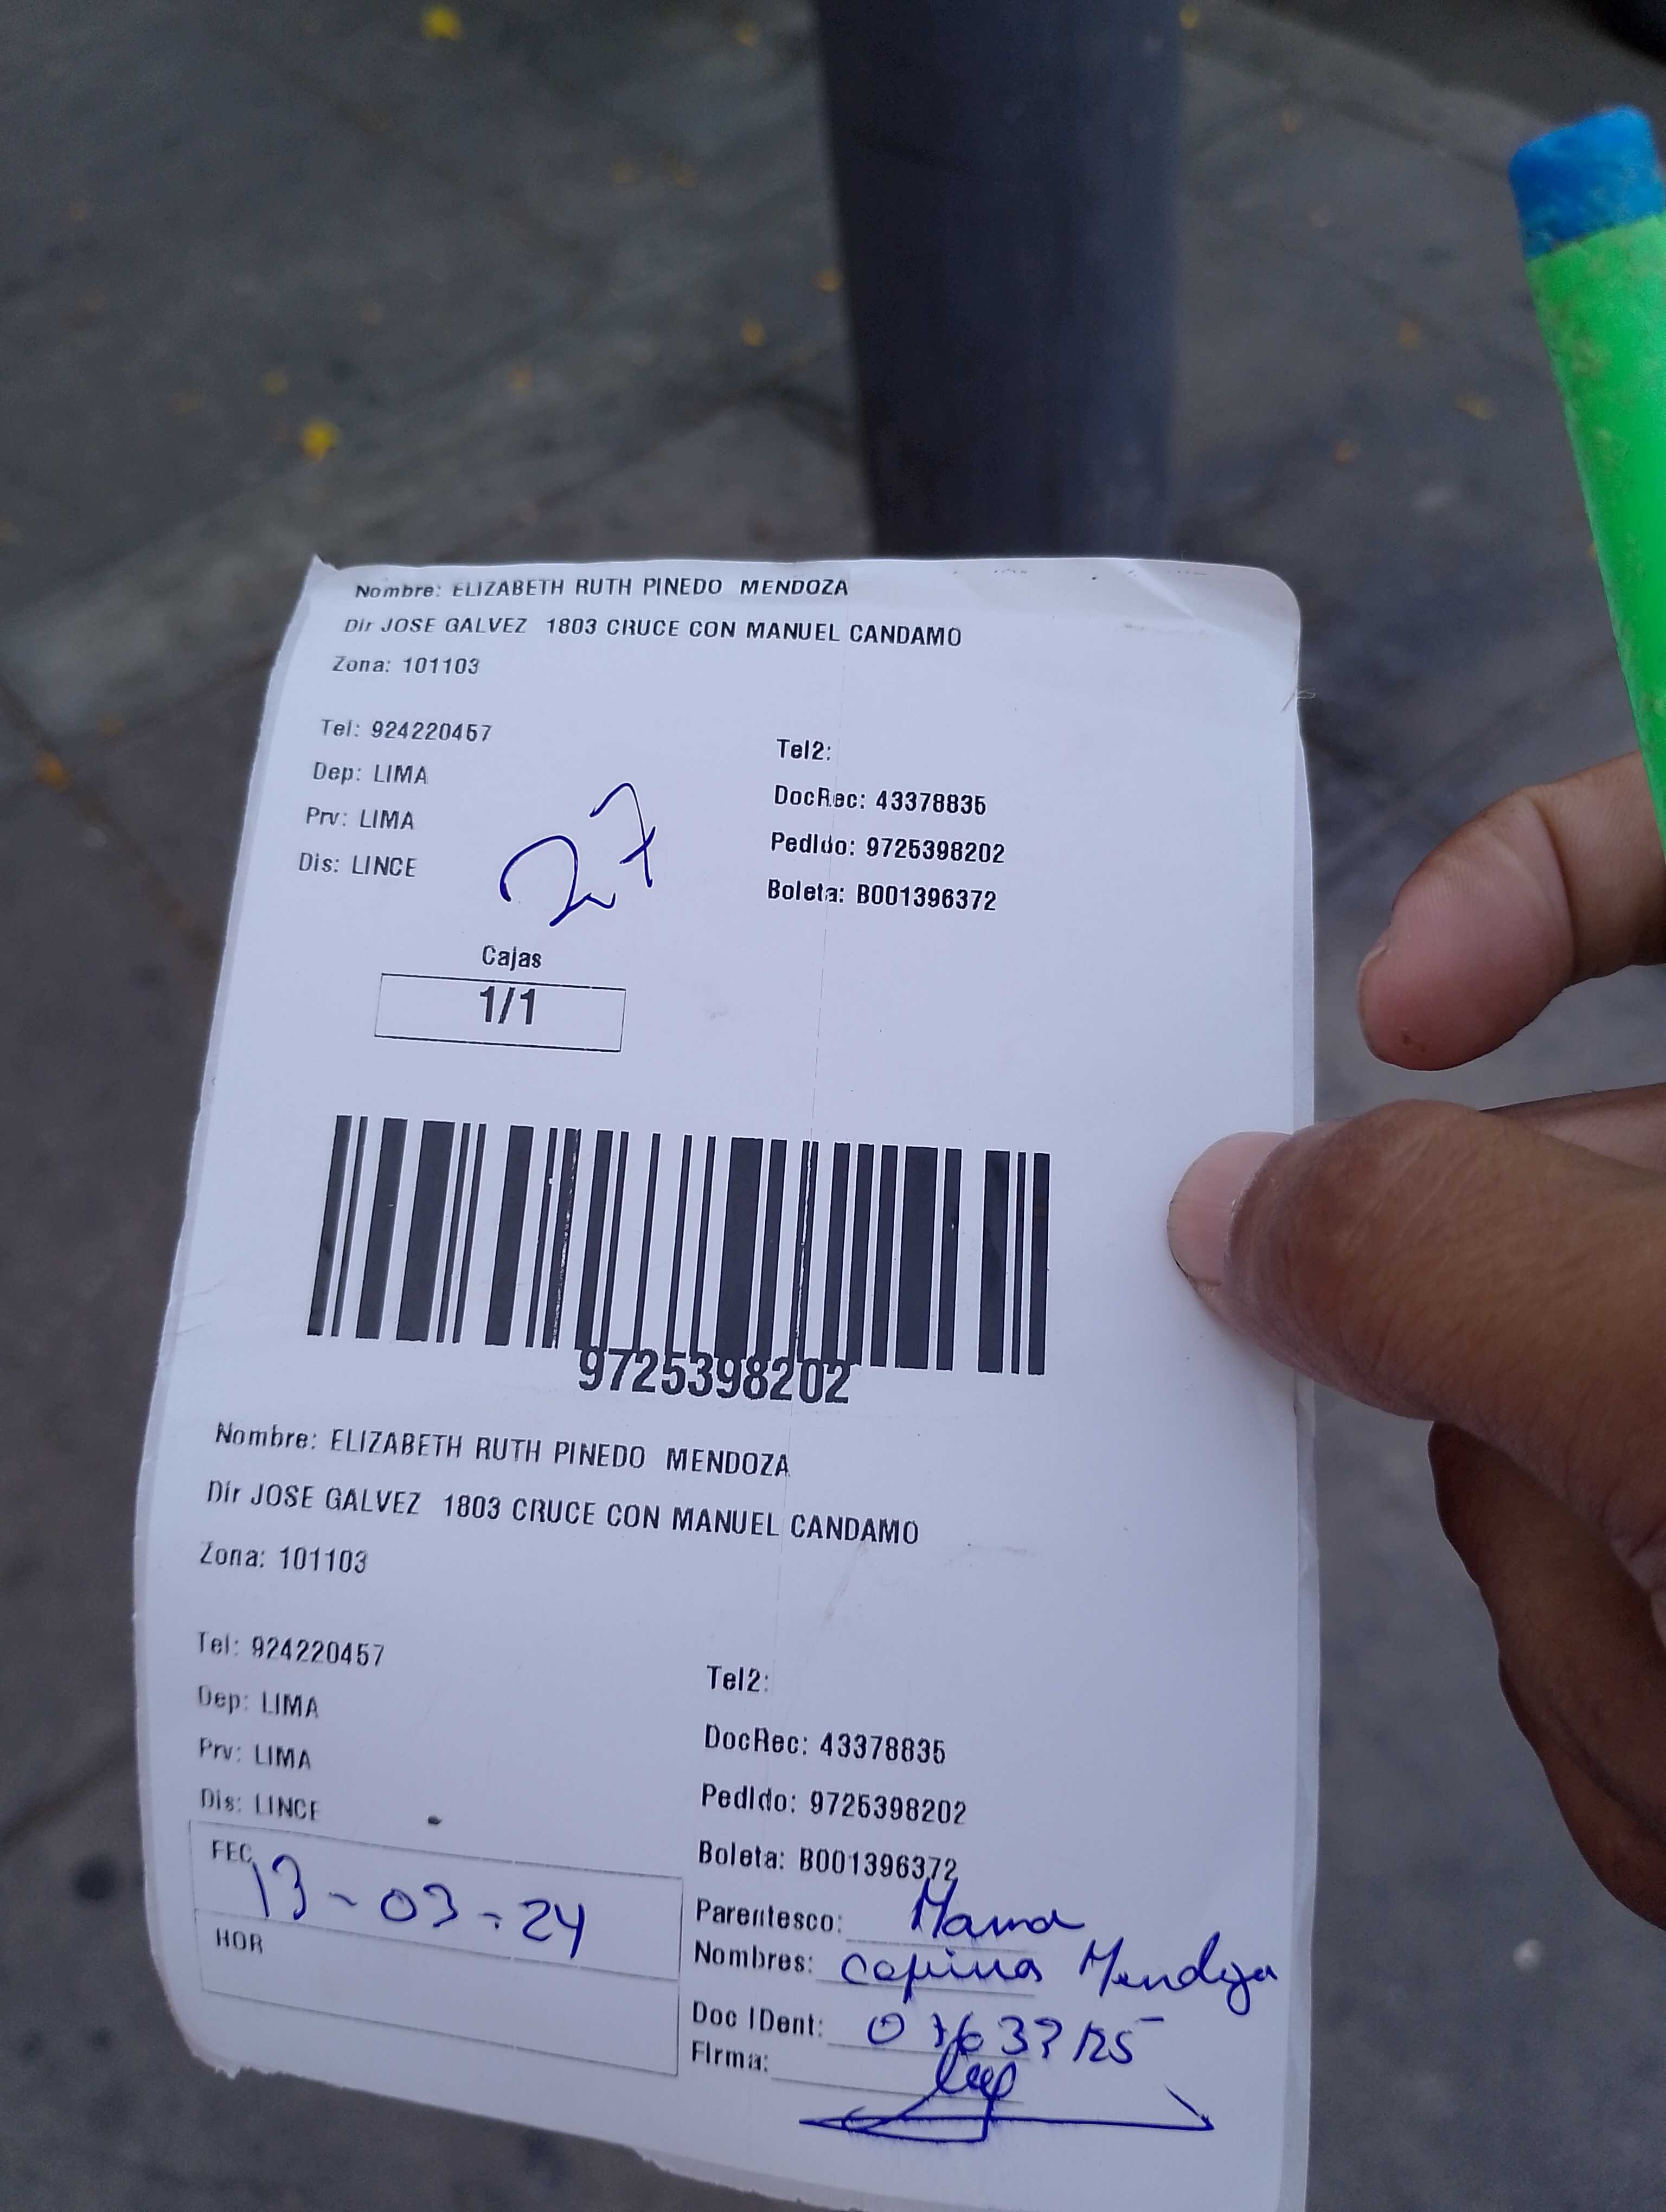 Nombre: ELIZABETH RUTH PINEDO MENDOZA
Dir JOSE GALVEZ 1803 CRUCE CON MANUEL CANDAMO
Zona: 101103
Tel: 924220457
Tel2:
Dep: LIMA
DocRec: 43378835
Prv: LIMA
Pedido: 9725398202
Dis: LINCE
Boleta: B001396372
27
Cajas
1/1
9725398202
Nombre: ELIZABETH RUTH PINEDO MENDOZA
Dir JOSE GALVEZ 1803 CRUCE CON MANUEL CANDAMO
Zona: 101103
Tel: 924220457
Tel2:
Dep: LIMA
DocRec: 43378835
Prv: LIMA
Pedido: 9725398202
Dis: LINCE
Boleta: B001396372
FEC 13-03-24
HOR
Parentesco: Mama
Nombres: Mendoza
Doc IDent:
Firma: